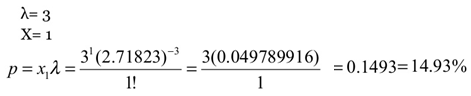 λ= 3
X= 1
p = x₁λ = 3¹(2.71823)⁻³ / 1! = 3(0.049789916) / 1 = 0.1493=14.93%